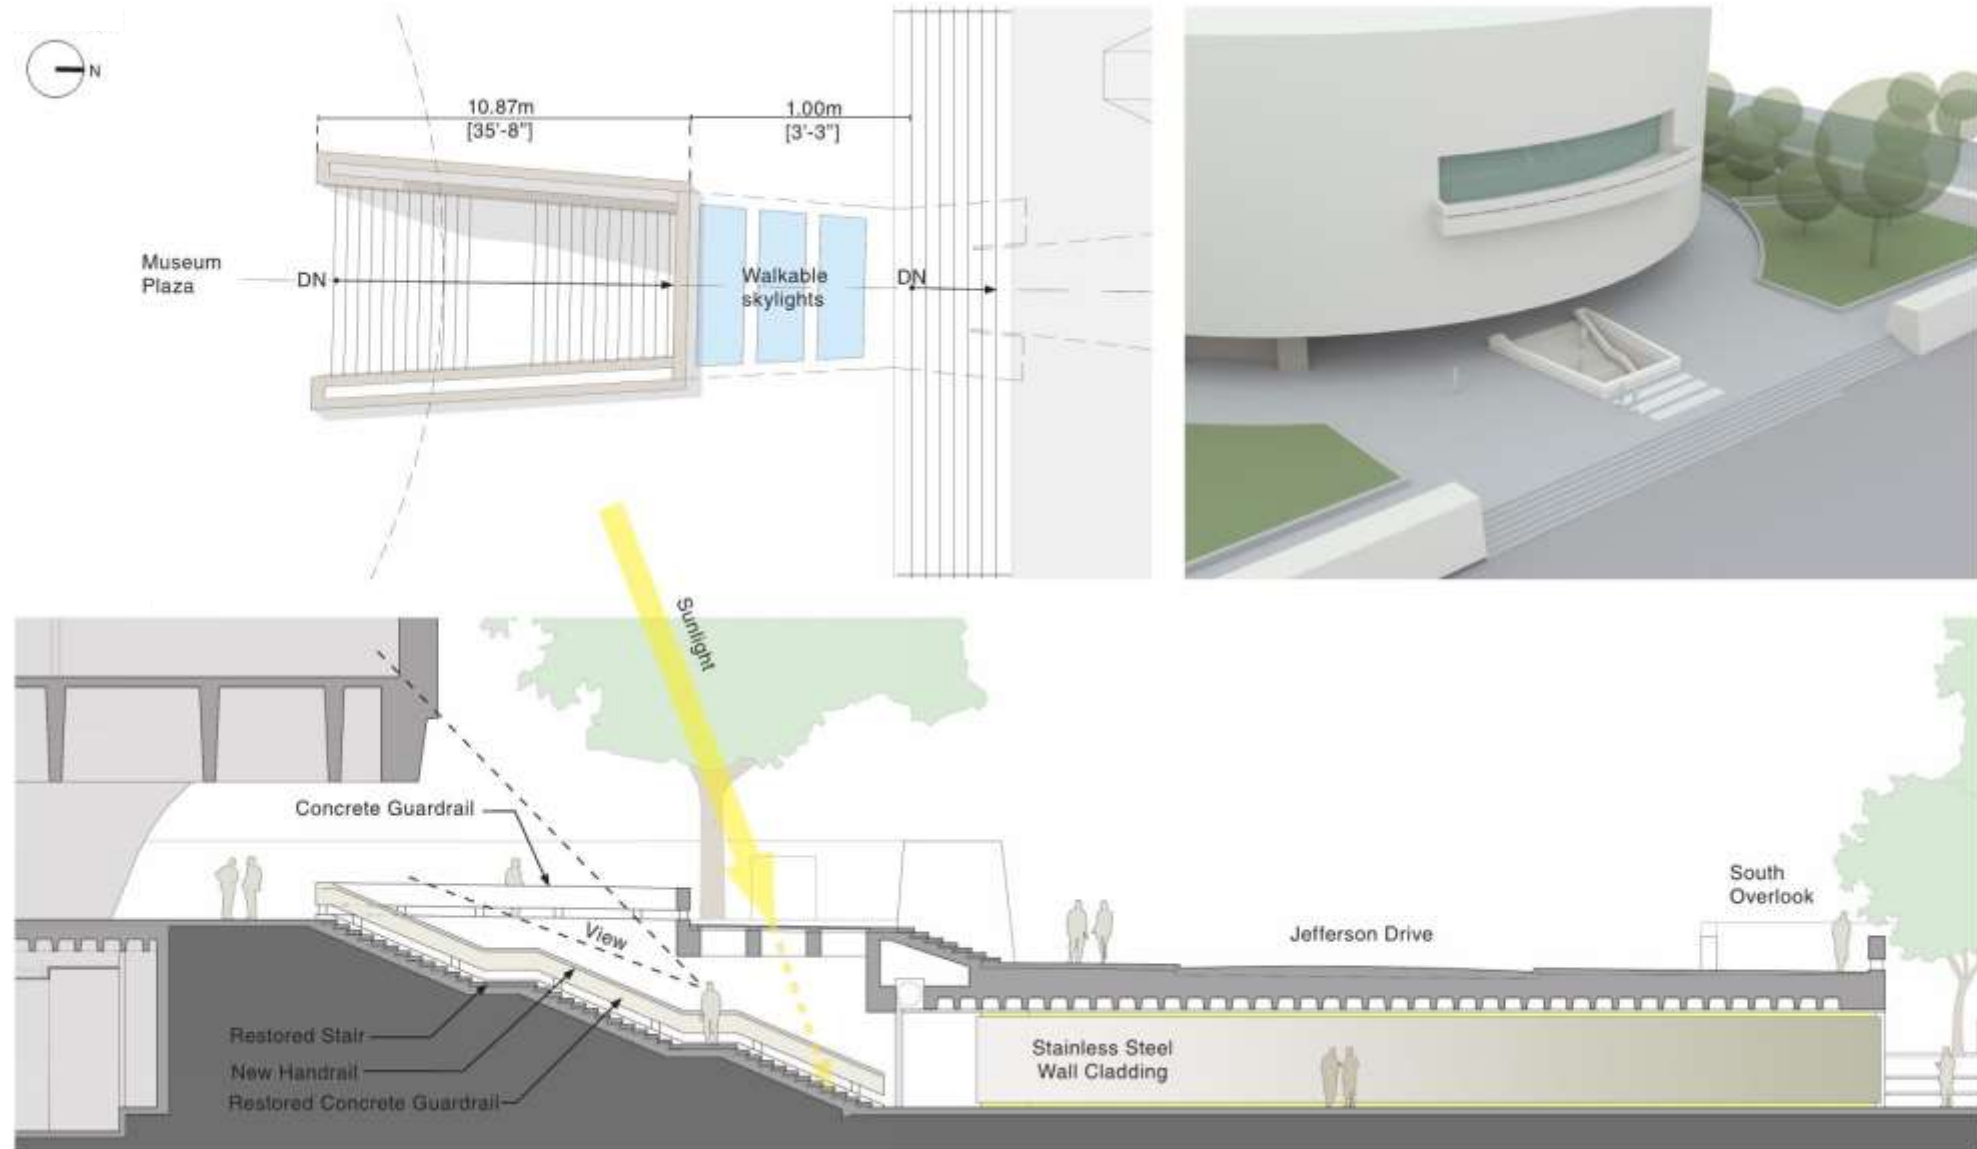 N
10.87m
[35'-8"]
1.00m
[3'-3"]
Museum
Plaza
DN
Walkable
skylights
DN
Sunlight
Concrete Guardrail
View
South
Overlook
Jefferson Drive
Restored Stair
New Handrail
Restored Concrete Guardrail
Stainless Steel
Wall Cladding